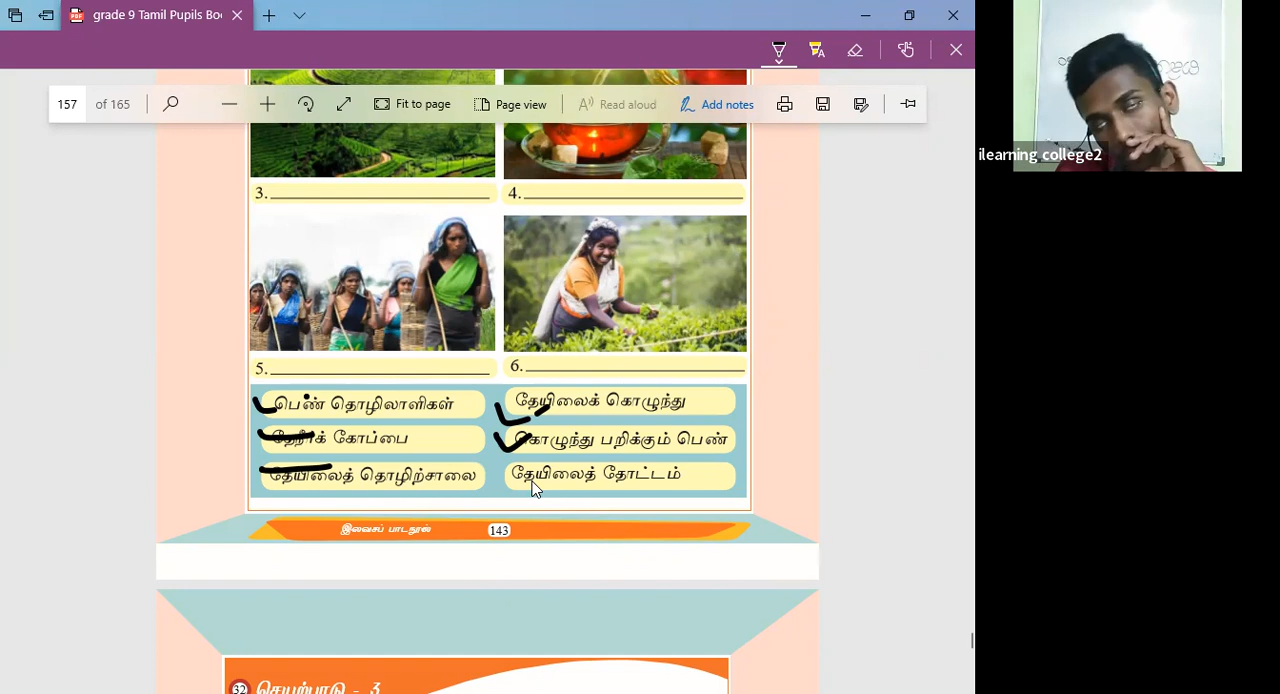 grade 9 Tamil Pupils Bo
157 of 165 Fit to page Page view Read aloud Add notes
ilearning college2
3. 4.
5. 6.
பெண் தொழிலாளிகள் தேயிலைக் கொழுந்து
தேநீர்க் கோப்பை கொழுந்து பறிக்கும் பெண்
தேயிலைத் தொழிற்சாலை தேயிலைத் தோட்டம்
இலவசப் பாடநூல் 143
32 செயற்பாடு - 3